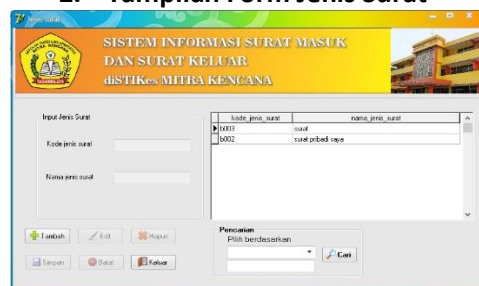 2. Tampilan Form Jenis Surat
Jenis Surat
SISTEM INFORMASI SURAT MASUK
DAN SURAT KELUAR
diSTIKes MITRA KENCANA
Input Jenis Surat
Kode jenis surat
Nama jenis surat
kode_jenis_surat nama_jenis_surat
b003 surat
b002 surat pribadi saya
Tambah Edit Hapus
Simpan Batal Keluar
Pencarian
Pilih berdasarkan
Cari